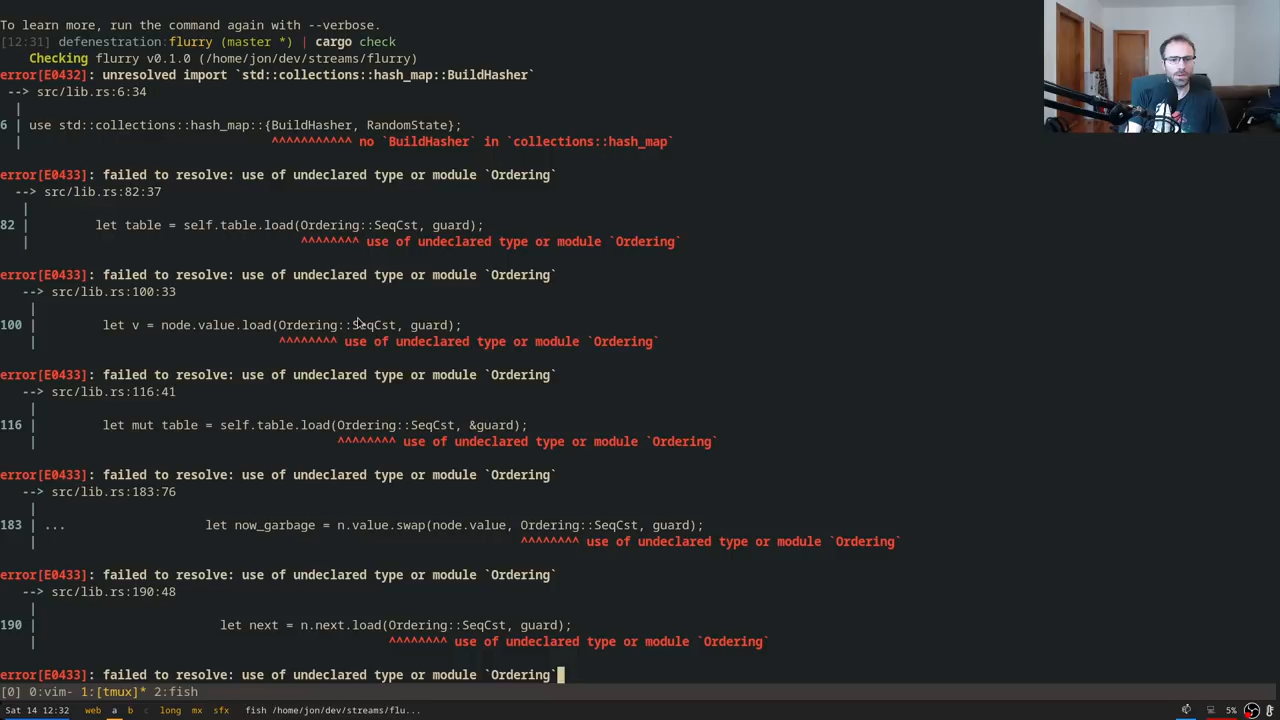 To learn more, run the command again with --verbose.
[12:31] defenestration:flurry (master *) | cargo check
    Checking flurry v0.1.0 (/home/jon/dev/streams/flurry)
error[E0432]: unresolved import `std::collections::hash_map::BuildHasher`
 --> src/lib.rs:6:34
  |
6 | use std::collections::hash_map::{BuildHasher, RandomState};
  |                                  ^^^^^^^^^^^ no `BuildHasher` in `collections::hash_map`
error[E0433]: failed to resolve: use of undeclared type or module `Ordering`
  --> src/lib.rs:82:37
   |
82 |         let table = self.table.load(Ordering::SeqCst, guard);
   |                                     ^^^^^^^^ use of undeclared type or module `Ordering`
error[E0433]: failed to resolve: use of undeclared type or module `Ordering`
   --> src/lib.rs:100:33
    |
100 |         let v = node.value.load(Ordering::SeqCst, guard);
    |                                 ^^^^^^^^ use of undeclared type or module `Ordering`
error[E0433]: failed to resolve: use of undeclared type or module `Ordering`
   --> src/lib.rs:116:41
    |
116 |         let mut table = self.table.load(Ordering::SeqCst, &guard);
    |                                         ^^^^^^^^ use of undeclared type or module `Ordering`
error[E0433]: failed to resolve: use of undeclared type or module `Ordering`
   --> src/lib.rs:183:76
    |
183 | ...                   let now_garbage = n.value.swap(node.value, Ordering::SeqCst, guard);
    |                                                                  ^^^^^^^^ use of undeclared type or module `Ordering`
error[E0433]: failed to resolve: use of undeclared type or module `Ordering`
   --> src/lib.rs:190:48
    |
190 |                         let next = n.next.load(Ordering::SeqCst, guard);
    |                                                ^^^^^^^^ use of undeclared type or module `Ordering`
error[E0433]: failed to resolve: use of undeclared type or module `Ordering`
[0] 0:vim- 1:[tmux]* 2:fish
Sat 14 12:32 web a b c long mx sfx fish /home/jon/dev/streams/flu... 5%